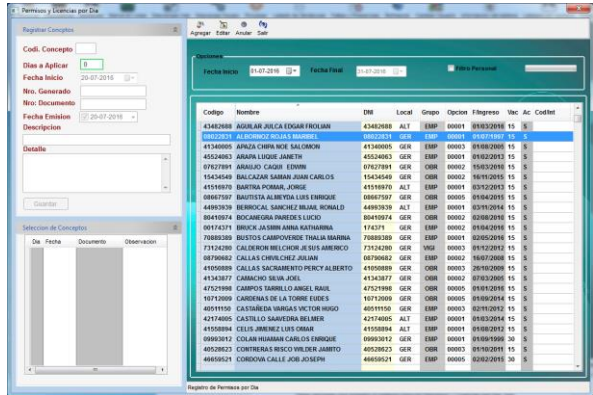 Permisos y Licencias por Dia
Registrar Conceptos
Codi. Concepto
Dias a Aplicar 0
Fecha Inicio 20-07-2016
Nro. Generado
Nro: Documento
Fecha Emision 20-07-2016
Descripcion
Detalle
Guardar
Seleccion de Conceptos
Dia Fecha Documento Observacion
Agregar Editar Anular Salir
Opciones
Fecha Inicio 01-07-2016 Fecha Final 31-07-2016 Filtro Personal
Codigo Nombre DNI Local Grupo Opcion FIngreso Vac Ac CodInt
43482688 AGUILAR JULCA EDGAR FROLIAN 43482688 ALT EMP 00001 01/03/2016 15 S
08022831 ALBORNOZ ROJAS MARIBEL 08022831 GER EMP 00001 01/07/1997 15 S
41340005 APAZA CHIPA NOE SALOMON 41340005 GER EMP 00003 01/08/2005 15 S
45524063 ARAPA LUQUE JANETH 45524063 GER EMP 00001 01/02/2013 15 S
07627891 ARAUJO CAQUI EDWIN 07627891 GER OBR 00002 15/03/2010 15 S
15434549 BALCAZAR SAMAN JUAN CARLOS 15434549 GER OBR 00002 16/11/2015 15 S
41516970 BARTRA POMAR, JORGE 41516970 ALT EMP 00001 03/12/2013 15 S
08667597 BAUTISTA ALMEYDA LUIS ENRIQUE 08667597 GER OBR 00005 01/04/2015 15 S
44993939 BERROCAL SANCHEZ MIJAIL RONALD 44993939 ALT EMP 00001 03/11/2014 15 S
80410974 BOCANEGRA PAREDES LUCIO 80410974 GER EMP 00002 02/08/2010 15 S
00174371 BRUCK JASMIN ANNA KATHARINA 174371 GER EMP 00002 01/04/2016 15 S
70889389 BUSTOS CAMPOVERDE THALIA MARINA 70889389 GER EMP 00001 02/05/2016 15 S
73124280 CALDERON MELCHOR JESUS AMERICO 73124280 GER VIGI 00003 01/12/2012 15 S
08790682 CALLAS CHVILCHEZ JULIAN 08790682 GER EMP 00002 16/07/2008 15 S
41050889 CALLAS SACRAMENTO PERCY ALBERTO 41050889 GER OBR 00003 26/10/2009 15 S
41343877 CAMACHO SILVA JOEL 41343877 GER OBR 00002 07/03/2005 15 S
47521998 CAMPOS TARRILLO ANGEL RAUL 47521998 GER OBR 00005 01/01/2016 15 S
10712009 CARDENAS DE LA TORRE EUDES 10712009 GER OBR 00005 01/09/2014 15 S
40511150 CASTAÑEDA VARGAS VICTOR HUGO 40511150 GER EMP 00003 02/11/2012 15 S
42174005 CASTILLO SAAVEDRA BELMER 42174005 ALT EMP 00001 01/03/2014 15 S
41558894 CELIS JIMENEZ LUIS OMAR 41558894 ALT EMP 00001 01/08/2012 15 S
09993012 COLAN HUAMAN CARLOS ENRIQUE 09993012 GER EMP 00001 01/09/1999 30 S
40528623 CONTRERAS RISCO WILDER JAMITO 40528623 GER OBR 00003 01/10/2011 15 S
46659521 CORDOVA CALLE JOB JOSEPH 46659521 GER EMP 00005 02/02/2015 30 S
Registro de Permisos por Dia